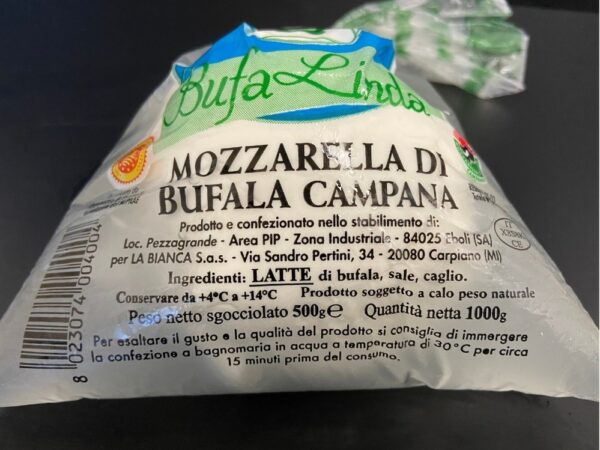 Bufa Linda
MOZZARELLA DI
BUFALA CAMPANA
Prodotto e confezionato nello stabilimento di:
Loc. Pezzagrande - Area PIP - Zona Industriale - 84025 Eboli (SA)
per LA BIANCA S.a.s. - Via Sandro Pertini, 34 - 20080 Carpiano (MI)
Ingredienti: LATTE di bufala, sale, caglio.
Conservare da +4°C a +14°C Prodotto soggetto a calo peso naturale
Peso netto sgocciolato 500g e Quantità netta 1000g
Per esaltare il gusto e la qualità del prodotto si consiglia di immergere
la confezione a bagnomaria in acqua a temperatura di 30°C per circa
15 minuti prima del consumo.
8 023074 004004
IT
CE